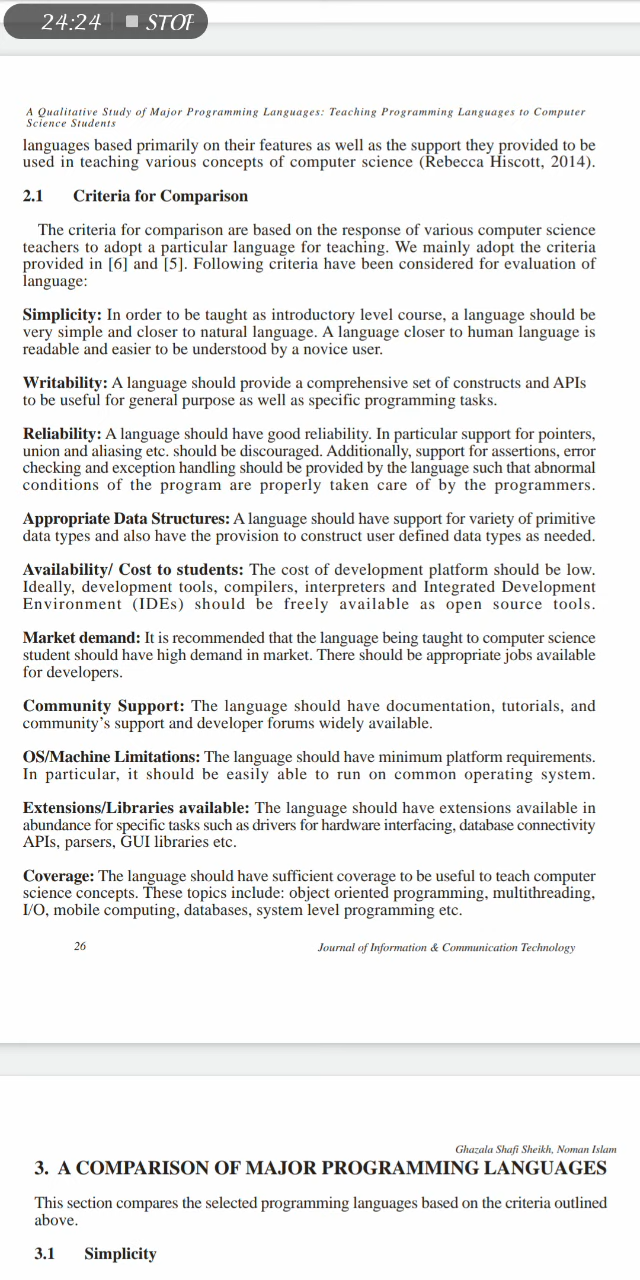 24:24 STOP
A Qualitative Study of Major Programming Languages: Teaching Programming Languages to Computer
Science Students
languages based primarily on their features as well as the support they provided to be
used in teaching various concepts of computer science (Rebecca Hiscott, 2014).
2.1 Criteria for Comparison
The criteria for comparison are based on the response of various computer science
teachers to adopt a particular language for teaching. We mainly adopt the criteria
provided in [6] and [5]. Following criteria have been considered for evaluation of
language:
Simplicity: In order to be taught as introductory level course, a language should be
very simple and closer to natural language. A language closer to human language is
readable and easier to be understood by a novice user.
Writability: A language should provide a comprehensive set of constructs and APIs
to be useful for general purpose as well as specific programming tasks.
Reliability: A language should have good reliability. In particular support for pointers,
union and aliasing etc. should be discouraged. Additionally, support for assertions, error
checking and exception handling should be provided by the language such that abnormal
conditions of the program are properly taken care of by the programmers.
Appropriate Data Structures: A language should have support for variety of primitive
data types and also have the provision to construct user defined data types as needed.
Availability/ Cost to students: The cost of development platform should be low.
Ideally, development tools, compilers, interpreters and Integrated Development
Environment (IDEs) should be freely available as open source tools.
Market demand: It is recommended that the language being taught to computer science
student should have high demand in market. There should be appropriate jobs available
for developers.
Community Support: The language should have documentation, tutorials, and
community's support and developer forums widely available.
OS/Machine Limitations: The language should have minimum platform requirements.
In particular, it should be easily able to run on common operating system.
Extensions/Libraries available: The language should have extensions available in
abundance for specific tasks such as drivers for hardware interfacing, database connectivity
APIs, parsers, GUI libraries etc.
Coverage: The language should have sufficient coverage to be useful to teach computer
science concepts. These topics include: object oriented programming, multithreading,
I/O, mobile computing, databases, system level programming etc.
26 Journal of Information & Communication Technology
Ghazala Shafi Sheikh, Noman Islam
3. A COMPARISON OF MAJOR PROGRAMMING LANGUAGES
This section compares the selected programming languages based on the criteria outlined
above.
3.1 Simplicity